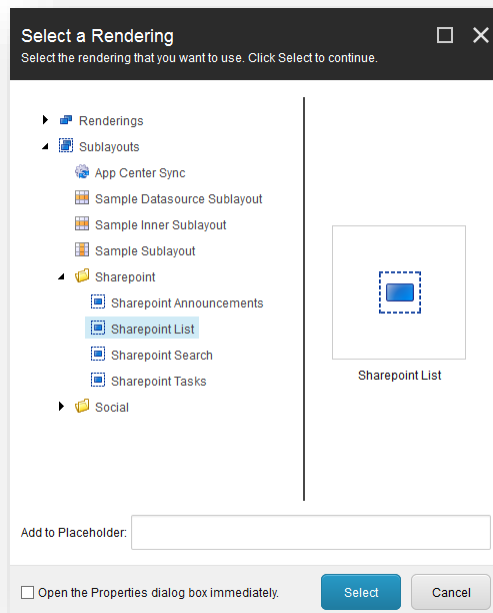 Select a Rendering
Select the rendering that you want to use. Click Select to continue.
Renderings
Sublayouts
App Center Sync
Sample Datasource Sublayout
Sample Inner Sublayout
Sample Sublayout
Sharepoint
Sharepoint Announcements
Sharepoint List
Sharepoint Search
Sharepoint Tasks
Social
Sharepoint List
Add to Placeholder:
Open the Properties dialog box immediately.
Select
Cancel